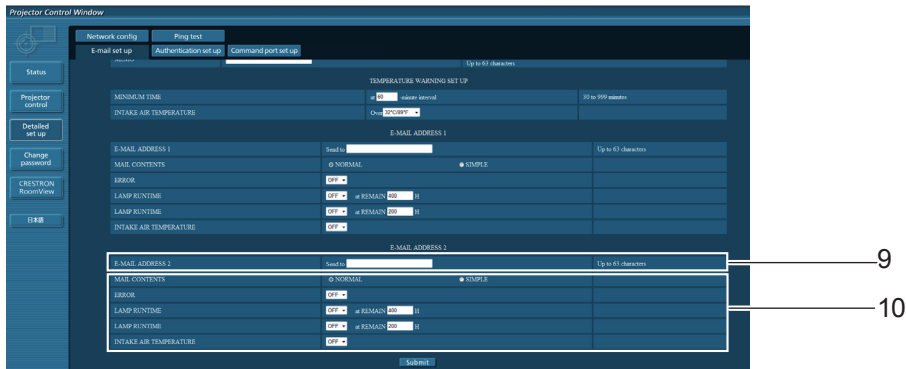 Projector Control Window
Network config Ping test
E-mail set up Authentication set up Command port set up
Status
Projector control
Detailed set up
Change password
CRESTRON RoomView
日本語
Up to 63 characters
TEMPERATURE WARNING SET UP
MINIMUM TIME at 60 minute interval 30 to 999 minutes
INTAKE AIR TEMPERATURE Over 32°C/89°F
E-MAIL ADDRESS 1
E-MAIL ADDRESS 1 Send to Up to 63 characters
MAIL CONTENTS NORMAL SIMPLE
ERROR OFF
LAMP RUNTIME OFF at REMAIN 400 H
LAMP RUNTIME OFF at REMAIN 200 H
INTAKE AIR TEMPERATURE OFF
E-MAIL ADDRESS 2
E-MAIL ADDRESS 2 Send to Up to 63 characters
9
MAIL CONTENTS NORMAL SIMPLE
ERROR OFF
LAMP RUNTIME OFF at REMAIN 400 H
10
LAMP RUNTIME OFF at REMAIN 200 H
INTAKE AIR TEMPERATURE OFF
Submit